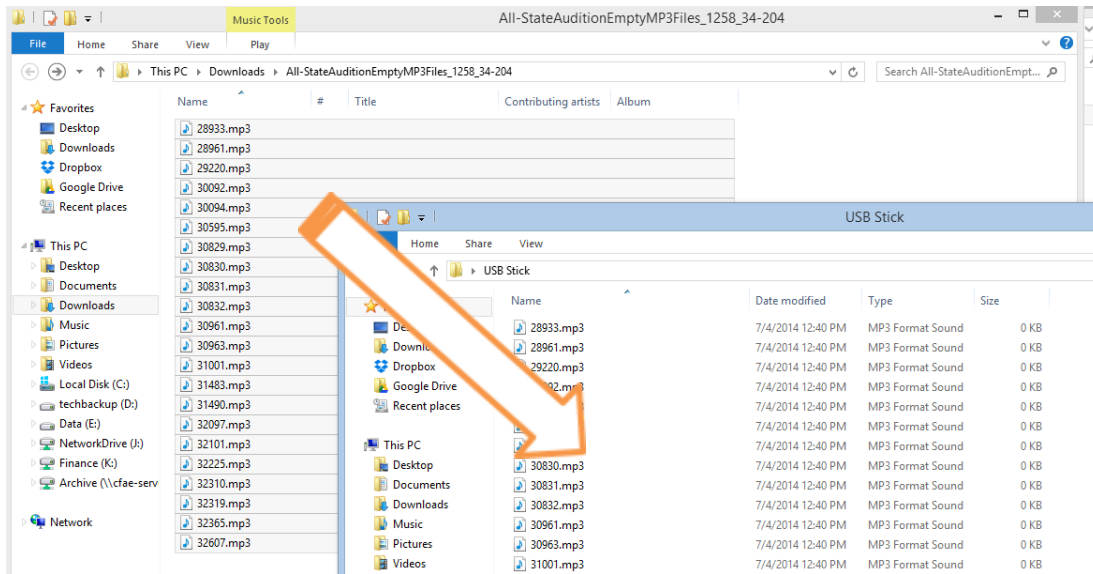 Music Tools
All-StateAuditionEmptyMP3Files_1258_34-204
File Home Share View Play
This PC Downloads All-StateAuditionEmptyMP3Files_1258_34-204
Search All-StateAuditionEmpt...
Favorites
Desktop
Downloads
Dropbox
Google Drive
Recent places
This PC
Desktop
Documents
Downloads
Music
Pictures
Videos
Local Disk (C:)
techbackup (D:)
Data (E:)
NetworkDrive (J:)
Finance (K:)
Archive (\\cfae-serv
Network
Name # Title Contributing artists Album
28933.mp3
28961.mp3
29220.mp3
30092.mp3
30094.mp3
30595.mp3
30829.mp3
30830.mp3
30831.mp3
30832.mp3
30961.mp3
30963.mp3
31001.mp3
31483.mp3
31490.mp3
32097.mp3
32101.mp3
32225.mp3
32310.mp3
32319.mp3
32365.mp3
32607.mp3
USB Stick
Home Share View
USB Stick
Dropbox
Google Drive
Recent places
This PC
Desktop
Documents
Downloads
Music
Pictures
Videos
Name Date modified Type Size
28933.mp3 7/4/2014 12:40 PM MP3 Format Sound 0 KB
28961.mp3 7/4/2014 12:40 PM MP3 Format Sound 0 KB
29220.mp3 7/4/2014 12:40 PM MP3 Format Sound 0 KB
7/4/2014 12:40 PM MP3 Format Sound 0 KB
7/4/2014 12:40 PM MP3 Format Sound 0 KB
7/4/2014 12:40 PM MP3 Format Sound 0 KB
7/4/2014 12:40 PM MP3 Format Sound 0 KB
30830.mp3 7/4/2014 12:40 PM MP3 Format Sound 0 KB
30831.mp3 7/4/2014 12:40 PM MP3 Format Sound 0 KB
30832.mp3 7/4/2014 12:40 PM MP3 Format Sound 0 KB
30961.mp3 7/4/2014 12:40 PM MP3 Format Sound 0 KB
30963.mp3 7/4/2014 12:40 PM MP3 Format Sound 0 KB
31001.mp3 7/4/2014 12:40 PM MP3 Format Sound 0 KB